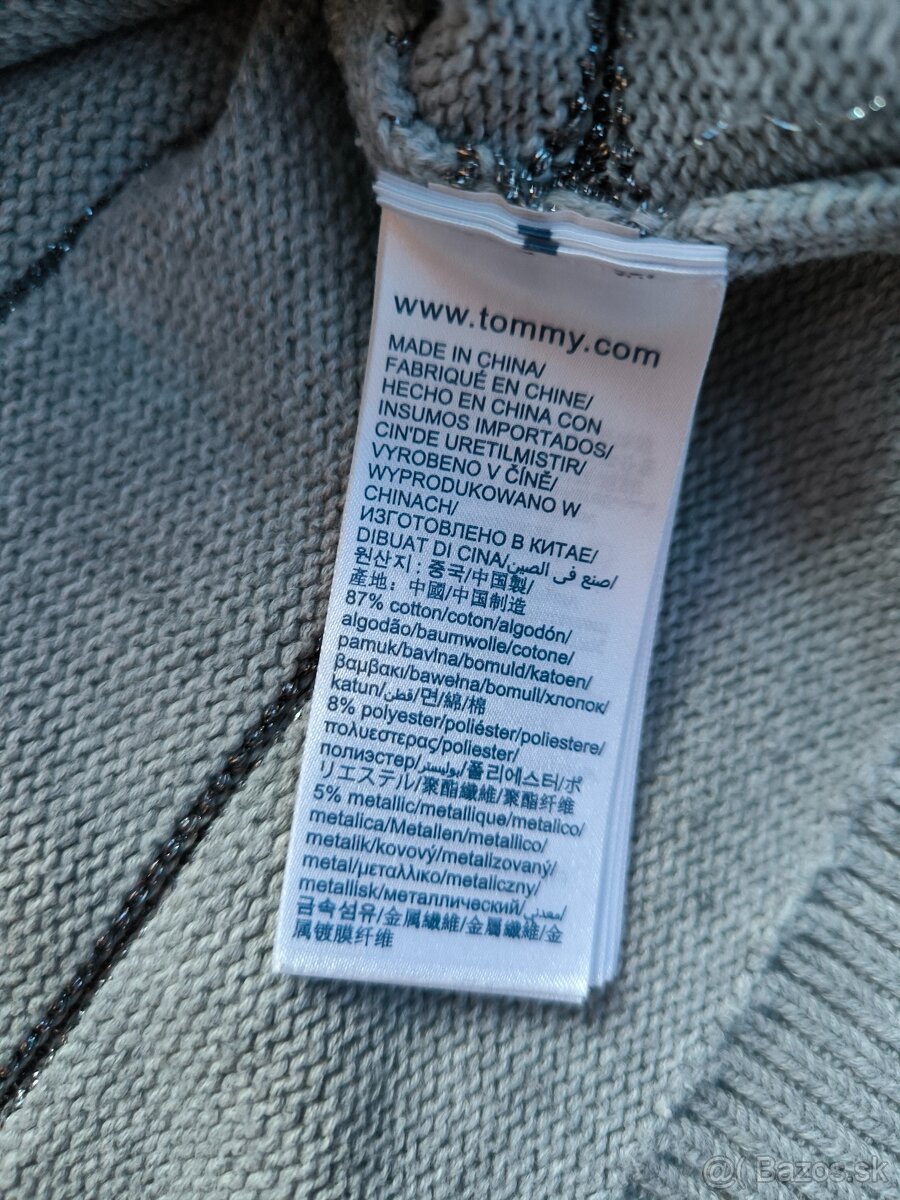 www.tommy.com
MADE IN CHINA/
FABRIQUÉ EN CHINE/
HECHO EN CHINA CON
INSUMOS IMPORTADOS/
CIN'DE URETILMISTIR/
VYROBENO V ČÍNĚ/
WYPRODUKOWANO W
CHINACH/
ИЗГОТОВЛЕНО В КИТАЕ/
DIBUAT DI CINA/صنع في الصين/
원산지 : 중국/中国製/
產地: 中國/中国制造
87% cotton/coton/algodón/
algodão/baumwolle/cotone/
pamuk/bavlna/bomuld/katoen/
βαμβακι/bawełna/bomull/хлопок/
katun/قطن/면/綿/棉
8% polyester/poliéster/poliestere/
πολυεστερας/poliester/
полиэстер/بوليستر/폴리에스터/ポ
リエステル/聚酯纖維/聚酯纤维
5% metallic/metallique/metalico/
metalica/Metallen/metallico/
metalik/kovový/metalizovaný/
metal/μεταλλικο/metaliczny/
metallisk/металлический/معدني/
금속섬유/金属繊維/金屬纖維/金
属镀膜纤维
@ Bazos.sk